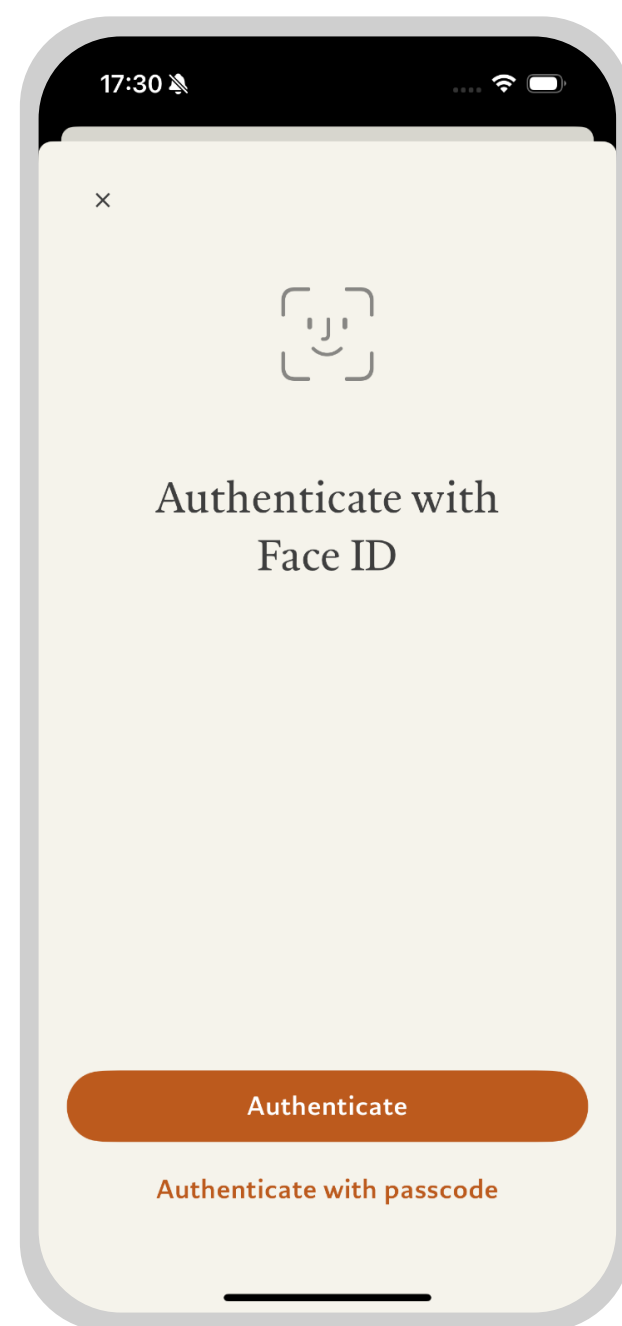 17:30
Authenticate with
Face ID
Authenticate
Authenticate with passcode